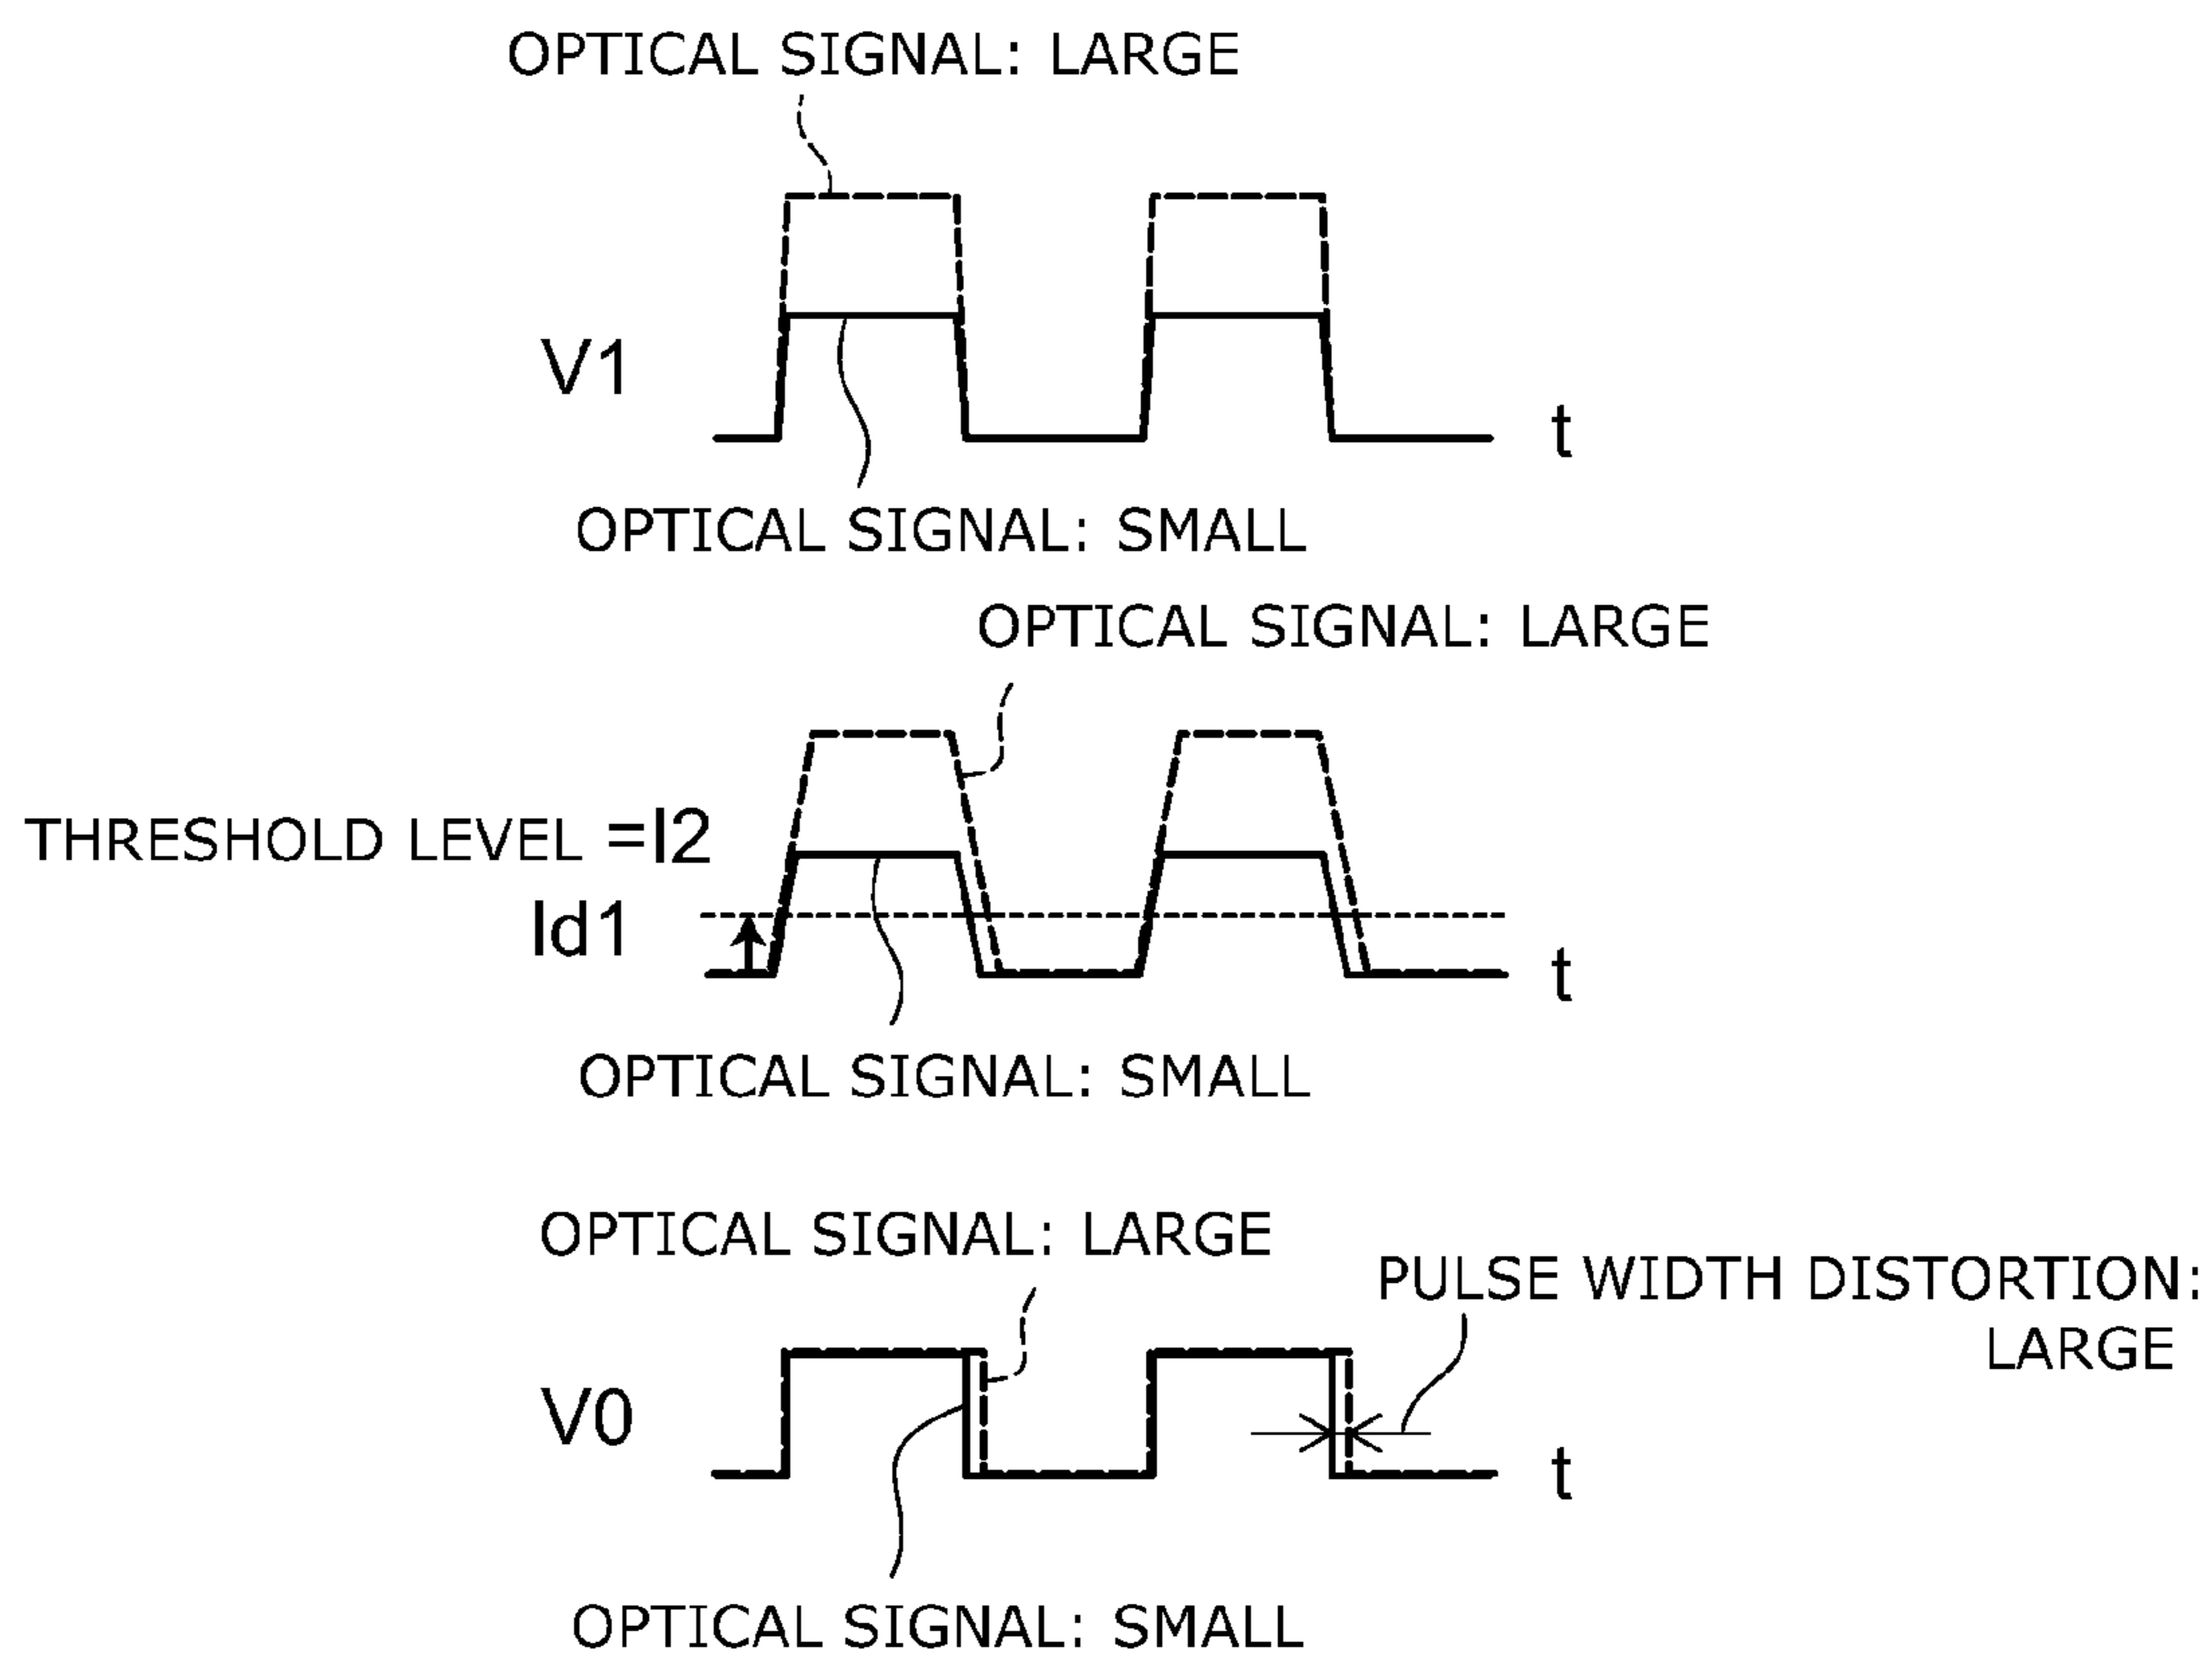 OPTICAL SIGNAL: LARGE
V1
t
OPTICAL SIGNAL: SMALL
OPTICAL SIGNAL: LARGE
THRESHOLD LEVEL =I2
Id1
t
OPTICAL SIGNAL: SMALL
OPTICAL SIGNAL: LARGE
PULSE WIDTH DISTORTION:
LARGE
V0
t
OPTICAL SIGNAL: SMALL